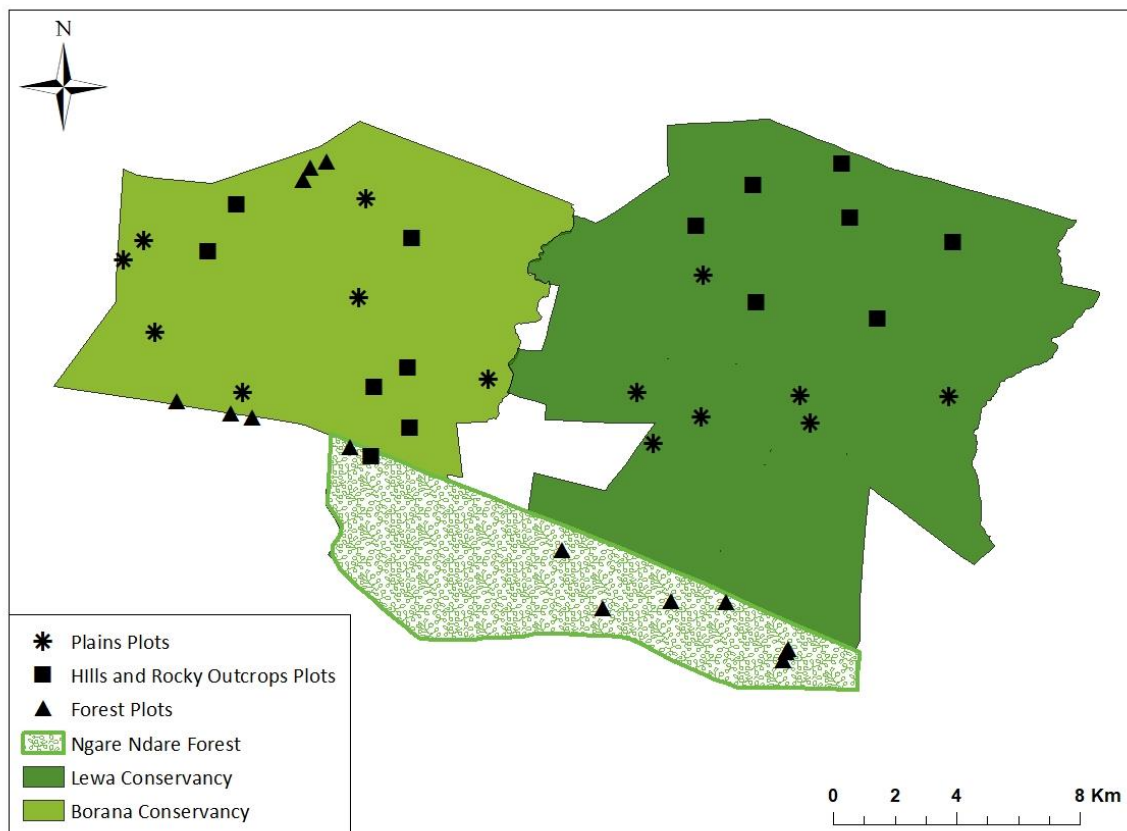 N
Plains Plots
HIlls and Rocky Outcrops Plots
Forest Plots
Ngare Ndare Forest
Lewa Conservancy
Borana Conservancy
0 2 4 8 Km